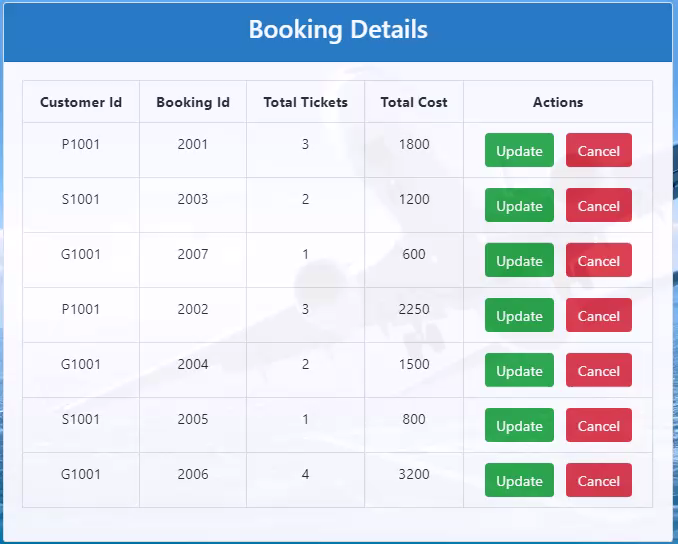 Booking Details
Customer Id Booking Id Total Tickets Total Cost Actions
P1001 2001 3 1800 Update Cancel
S1001 2003 2 1200 Update Cancel
G1001 2007 1 600 Update Cancel
P1001 2002 3 2250 Update Cancel
G1001 2004 2 1500 Update Cancel
S1001 2005 1 800 Update Cancel
G1001 2006 4 3200 Update Cancel